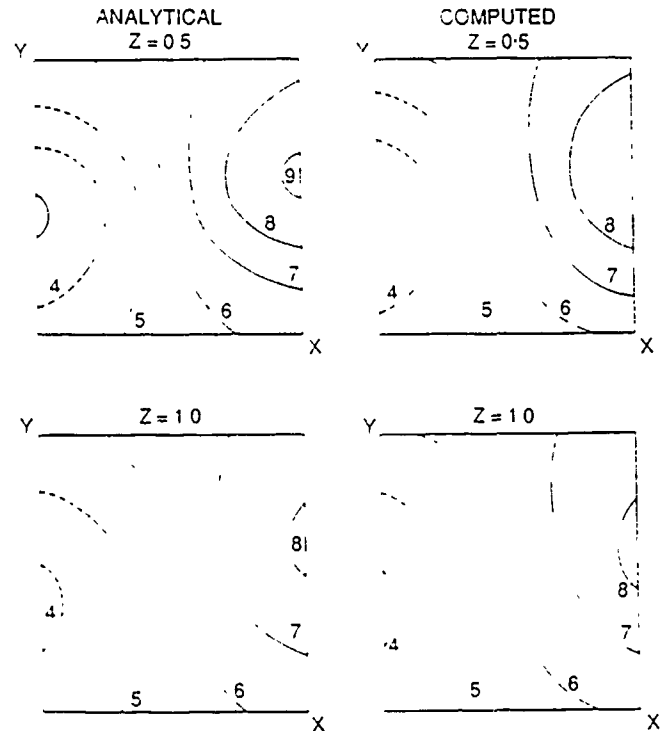 ANALYTICAL COMPUTED
Z = 0 5 Z = 0·5
Y Y
9
8 8
7 7
4 4
5 6 5 6
X X
Z = 1 0 Z = 1 0
Y Y
8
8
4
7 7
4
5 6 5 6
X X